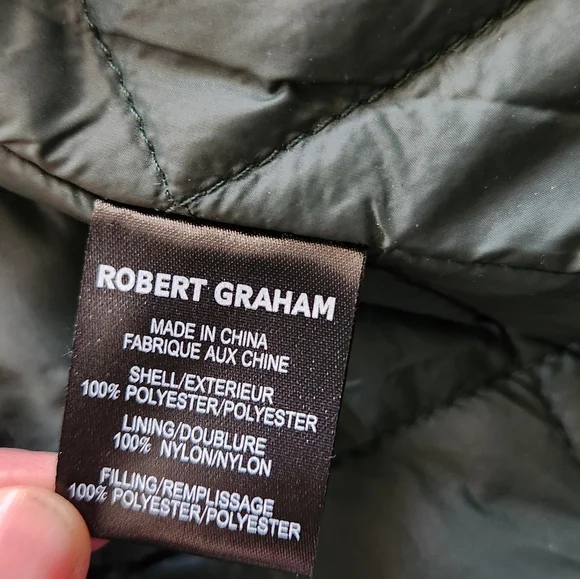 ROBERT GRAHAM
MADE IN CHINA
FABRIQUE AUX CHINE
SHELL/EXTERIEUR
100% POLYESTER/POLYESTER
LINING/DOUBLURE
100% NYLON/NYLON
FILLING/REMPLISSAGE
100% POLYESTER/POLYESTER